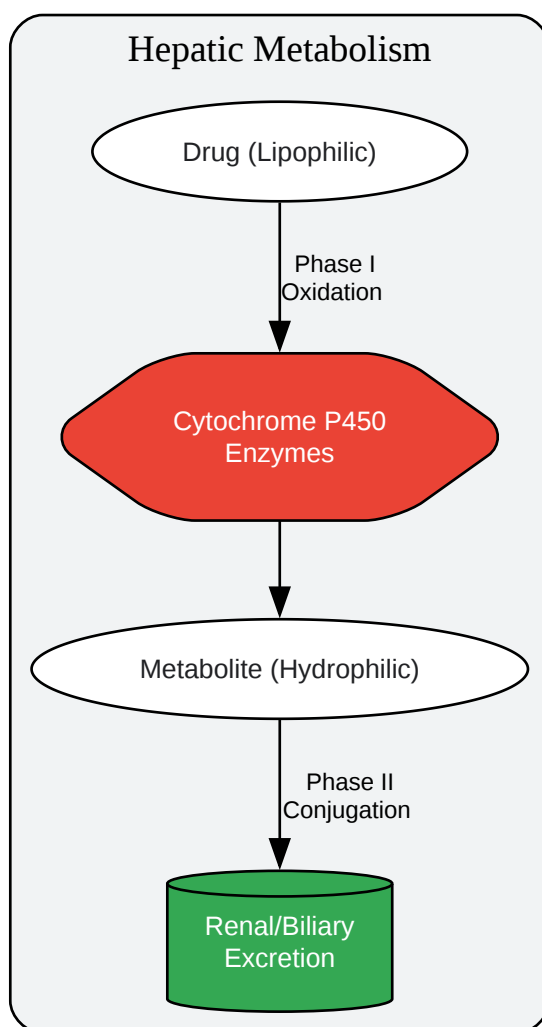 Hepatic Metabolism
Drug (Lipophilic)
Phase I
Oxidation
Cytochrome P450
Enzymes
Metabolite (Hydrophilic)
Phase II
Conjugation
Renal/Biliary
Excretion